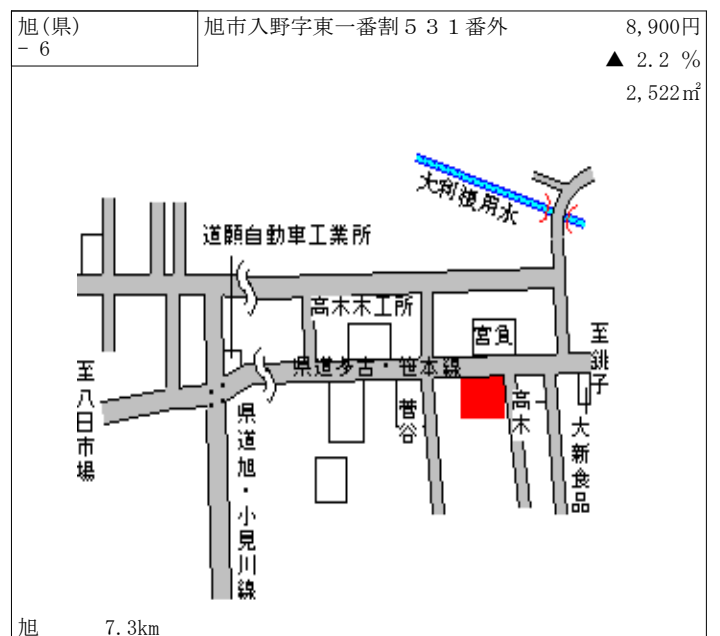 旭(県)
- 6
旭市入野字東一番割５３１番外
8,900円
▲ 2.2 %
2,522㎡
大利根用水
道願自動車工業所
高木木工所
宮負
至銚子
県道多古・笹本線
至八日市場
菅谷
高木
大新食品
県道旭・小見川線
旭 7.3km